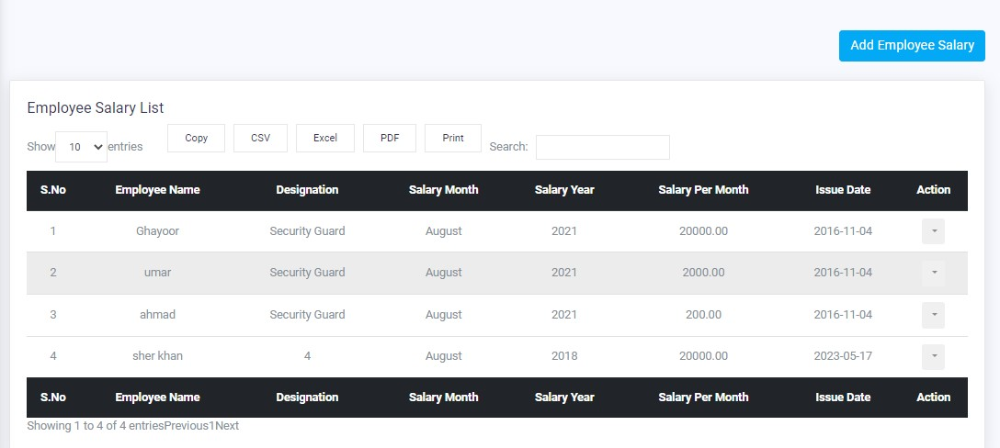 Add Employee Salary
Employee Salary List
Show 10 entries Copy CSV Excel PDF Print Search:
S.No Employee Name Designation Salary Month Salary Year Salary Per Month Issue Date Action
1 Ghayoor Security Guard August 2021 20000.00 2016-11-04
2 umar Security Guard August 2021 2000.00 2016-11-04
3 ahmad Security Guard August 2021 200.00 2016-11-04
4 sher khan 4 August 2018 20000.00 2023-05-17
S.No Employee Name Designation Salary Month Salary Year Salary Per Month Issue Date Action
Showing 1 to 4 of 4 entriesPrevious1Next